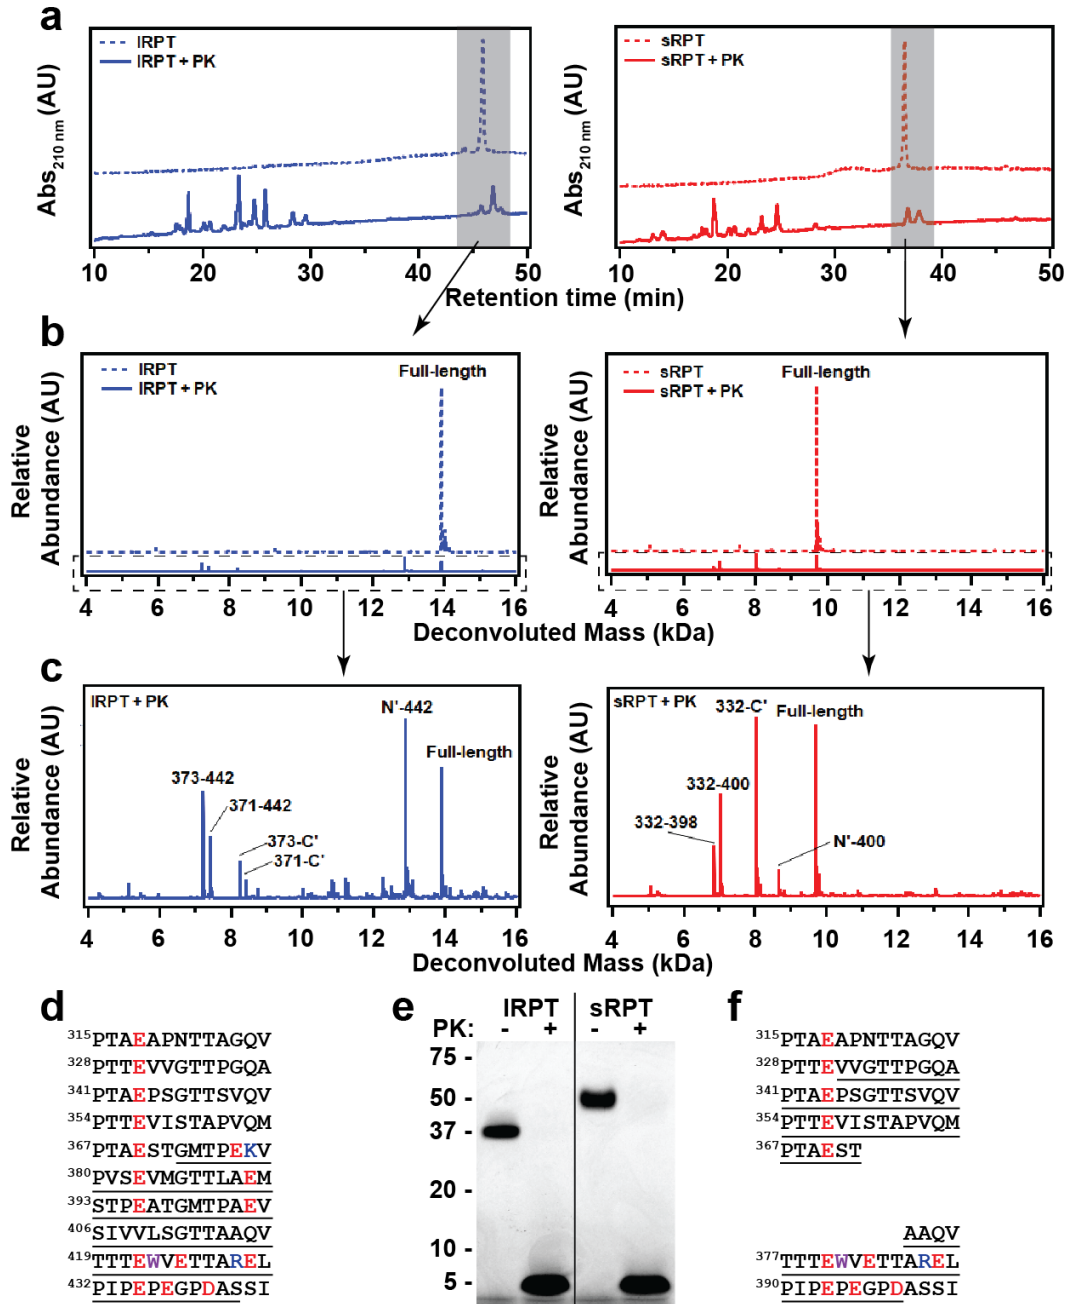 a
lRPT
lRPT + PK
sRPT
sRPT + PK
Abs210 nm (AU)
Abs210 nm (AU)
10 20 30 40 50
10 20 30 40 50
Retention time (min)
b
lRPT
lRPT + PK
Full-length
sRPT
sRPT + PK
Full-length
Relative Abundance (AU)
Relative Abundance (AU)
4 6 8 10 12 14 16
4 6 8 10 12 14 16
Deconvoluted Mass (kDa)
c
lRPT + PK
N'-442
Full-length
373-442
371-442
373-C'
371-C'
sRPT + PK
332-C'
Full-length
332-400
332-398
N'-400
Relative Abundance (AU)
Relative Abundance (AU)
4 6 8 10 12 14 16
4 6 8 10 12 14 16
Deconvoluted Mass (kDa)
d
315PTAEAPNTTAGQV
328PTTEVVGTTPGQA
341PTAEPSGTTSVQV
354PTTEVISTAPVQM
367PTAESTGMTPEKV
380PVSEVMGTTLAEM
393STPEATGMTPAEV
406SIVVLSGTTAAQV
419TTTEWVETTAREL
432PIPEPEGPDASSI
e
lRPT sRPT
PK: - + - +
75 -
50 -
37 -
20 -
10 -
5 -
f
315PTAEAPNTTAGQV
328PTTEVVGTTPGQA
341PTAEPSGTTSVQV
354PTTEVISTAPVQM
367PTAEST
AAQV
377TTTEWVETTAREL
390PIPEPEGPDASSI